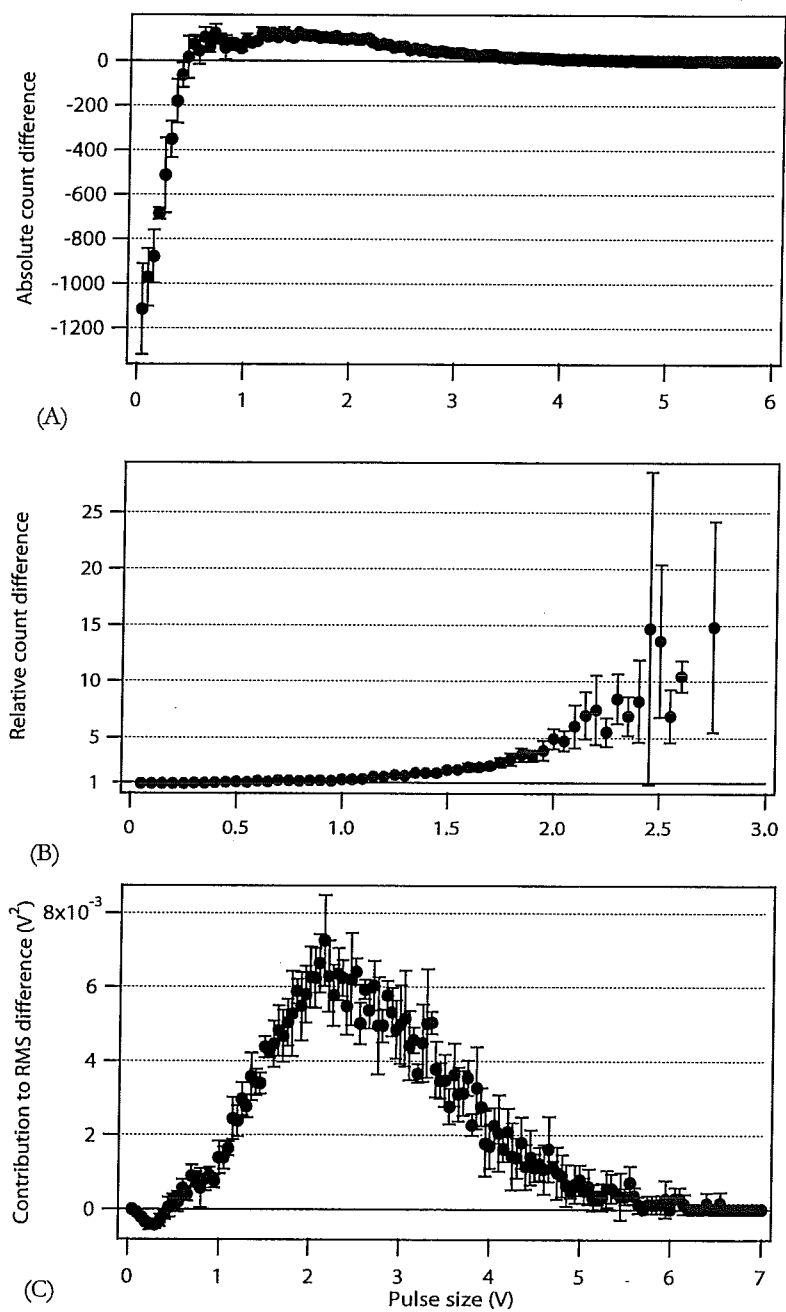 Absolute count difference
0
-200
-400
-600
-800
-1000
-1200
0 1 2 3 4 5 6
(A)
Relative count difference
25
20
15
10
5
1
0 0.5 1.0 1.5 2.0 2.5 3.0
(B)
Contribution to RMS difference (V²)
8x10⁻³
6
4
2
0
0 1 2 3 4 5 6 7
Pulse size (V)
(C)